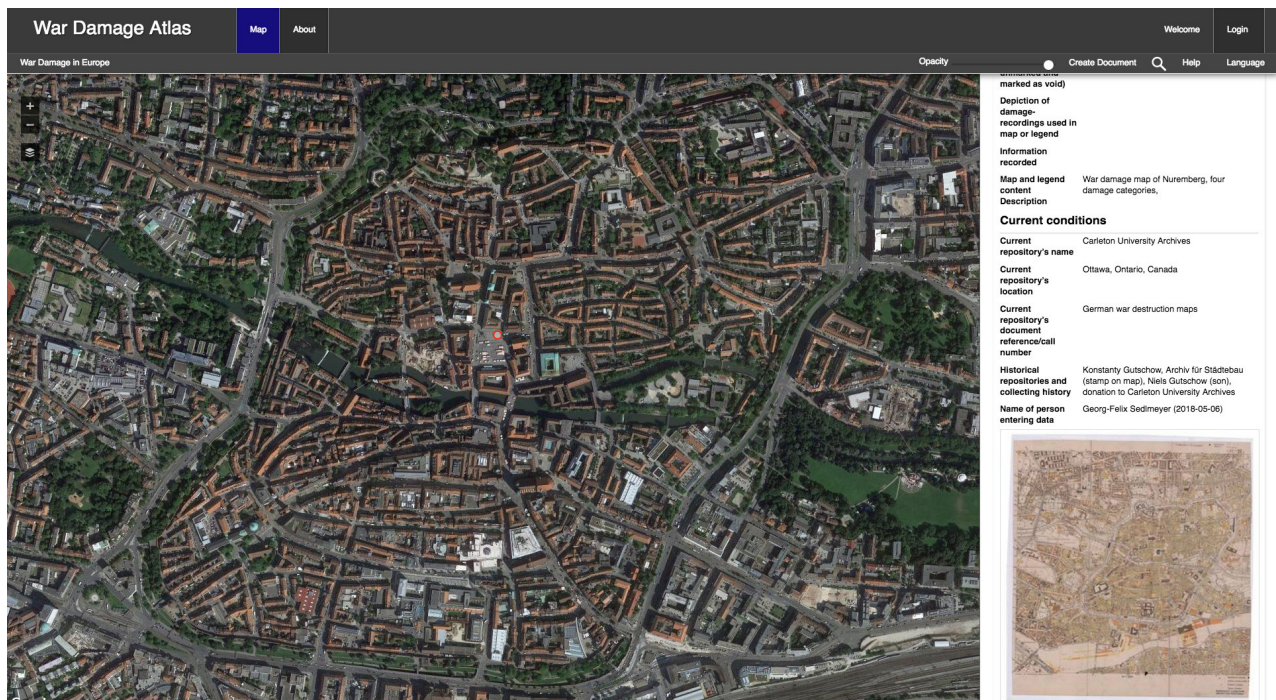 War Damage Atlas
Map
About
Welcome
Login
War Damage in Europe
Opacity
Create Document
Help
Language
+
−
unmarked and
marked as void)
Depiction of
damage-
recordings used in
map or legend
Information
recorded
Map and legend
content
Description
War damage map of Nuremberg, four
damage categories,
Current conditions
Current
repository's name
Carleton University Archives
Current
repository's
location
Ottawa, Ontario, Canada
Current
repository's
document
reference/call
number
German war destruction maps
Historical
repositories and
collecting history
Konstanty Gutschow, Archiv für Städtebau
(stamp on map), Niels Gutschow (son),
donation to Carleton University Archives
Name of person
entering data
Georg-Felix Sedlmeyer (2018-05-06)